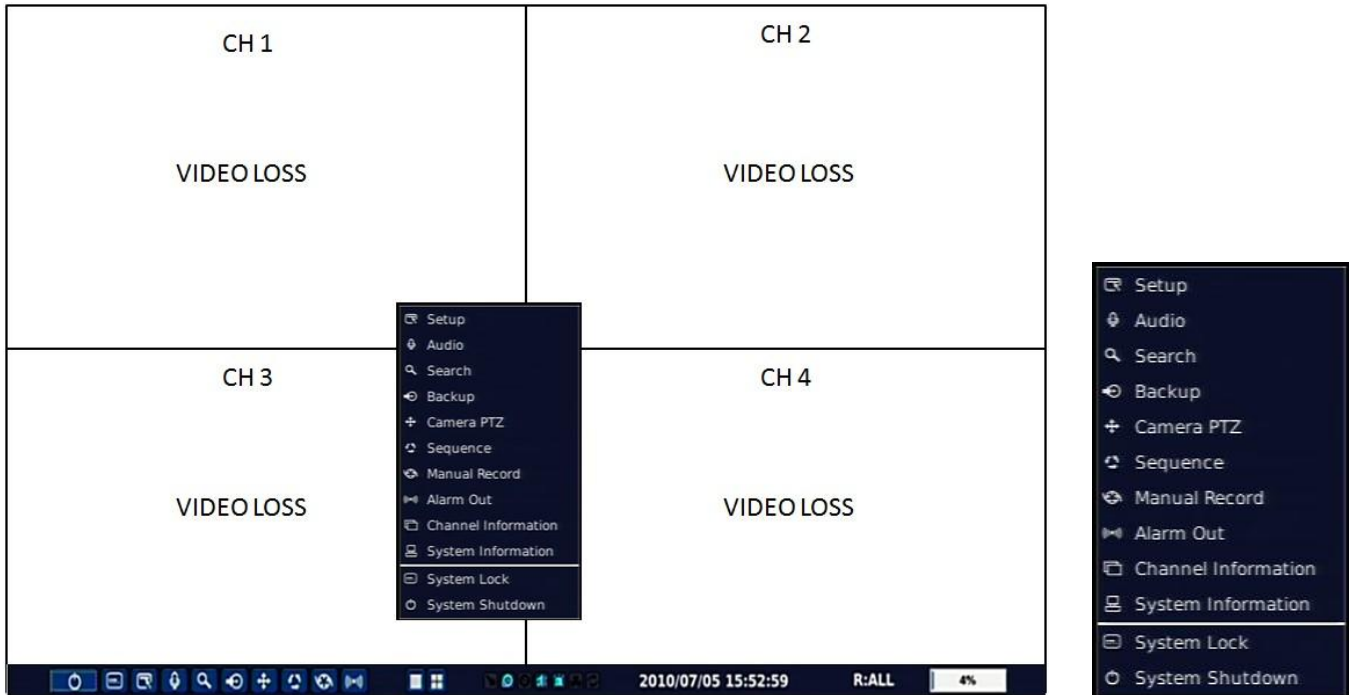 CH 1
CH 2
VIDEO LOSS
VIDEO LOSS
CH 3
CH 4
VIDEO LOSS
VIDEO LOSS
Setup
Audio
Search
Backup
Camera PTZ
Sequence
Manual Record
Alarm Out
Channel Information
System Information
System Lock
System Shutdown
2010/07/05 15:52:59 R:ALL 4%
Setup
Audio
Search
Backup
Camera PTZ
Sequence
Manual Record
Alarm Out
Channel Information
System Information
System Lock
System Shutdown